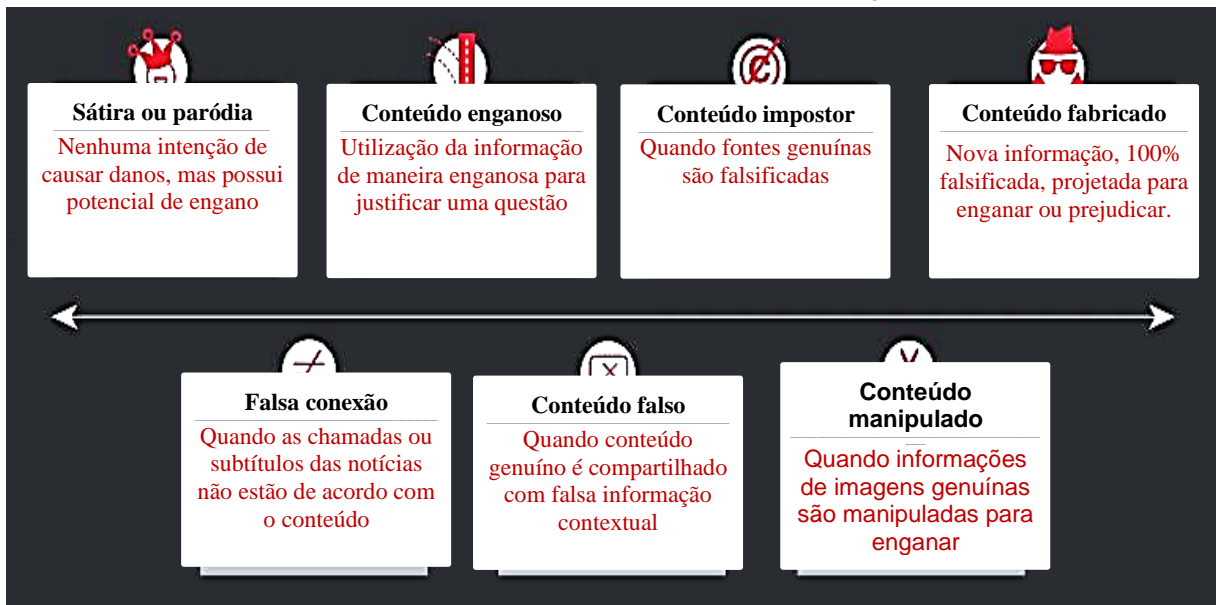 Sátira ou paródia
Nenhuma intenção de
causar danos, mas possui
potencial de engano
Conteúdo enganoso
Utilização da informação
de maneira enganosa para
justificar uma questão
Conteúdo impostor
Quando fontes genuínas
são falsificadas
Conteúdo fabricado
Nova informação, 100%
falsificada, projetada para
enganar ou prejudicar.
Falsa conexão
Quando as chamadas ou
subtítulos das notícias
não estão de acordo com
o conteúdo
Conteúdo falso
Quando conteúdo
genuíno é compartilhado
com falsa informação
contextual
Conteúdo
manipulado
Quando informações
de imagens genuínas
são manipuladas para
enganar